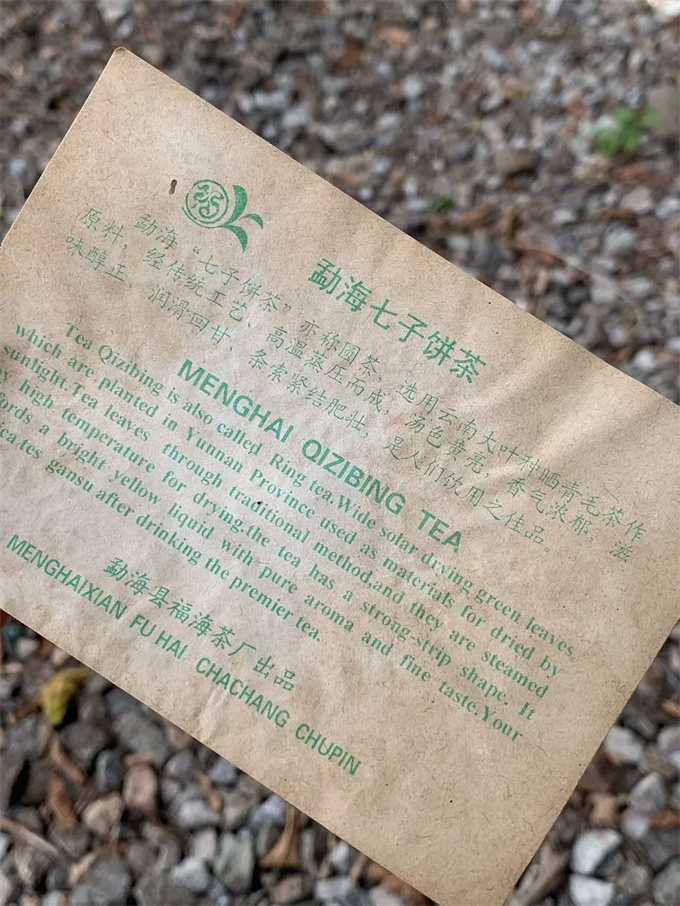 勐海七子饼茶
勐海“七子饼茶”亦称圆茶，选用云南大叶种晒青毛茶作
原料，经传统工艺、高温蒸压而成，汤色黄亮，香气浓郁，滋
味醇正、润滑回甘、条索紧结肥壮，是人们饮用之佳品。
MENGHAI QIZIBING TEA
Tea Qizibing is also called Ring tea.Wide solar drying green leaves
which are planted in Yunnan Province used as materials for dried by
sunlight.Tea leaves through traditional method,and they are steamed
high temperature for drying.the tea has a strong-strip shape. It
a bright yellow liquid with pure aroma and fine taste.Your
gansu after drinking the premier tea.
勐海县福海茶厂出品
MENGHAIXIAN FU HAI CHACHANG CHUPIN